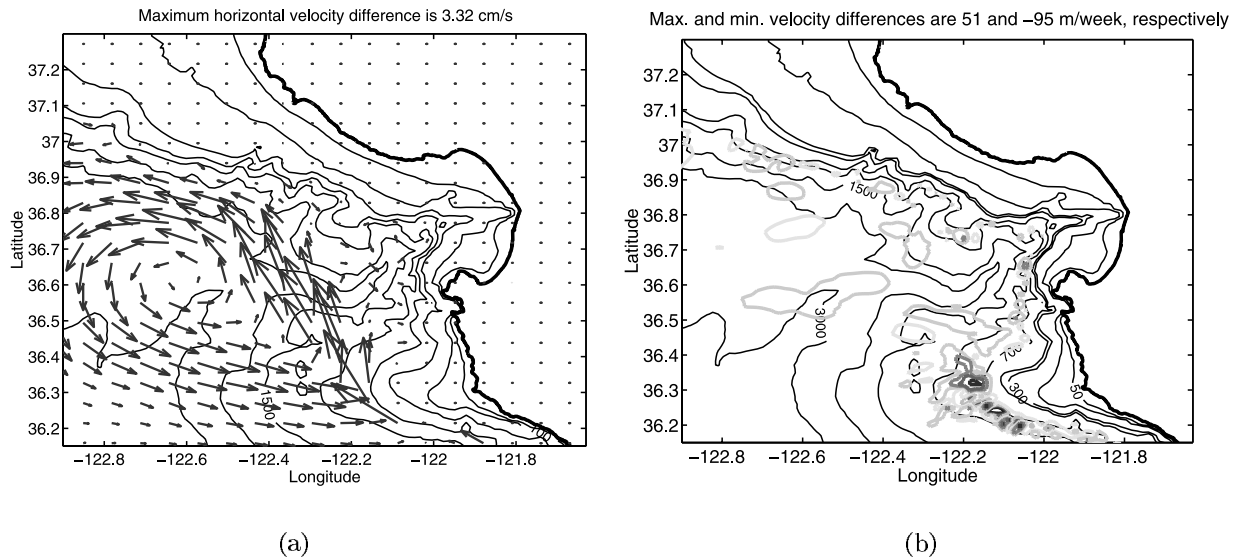 Maximum horizontal velocity difference is 3.32 cm/s
37.2
37.1
37
36.9
36.8
36.7
36.6
36.5
36.4
36.3
36.2
Latitude
1500
700
−122.8 −122.6 −122.4 −122.2 −122 −121.8
Longitude
(a)
Max. and min. velocity differences are 51 and −95 m/week, respectively
37.2
37.1
37
36.9
36.8
36.7
36.6
36.5
36.4
36.3
36.2
Latitude
1500
3000
700
300
50
−122.8 −122.6 −122.4 −122.2 −122 −121.8
Longitude
(b)